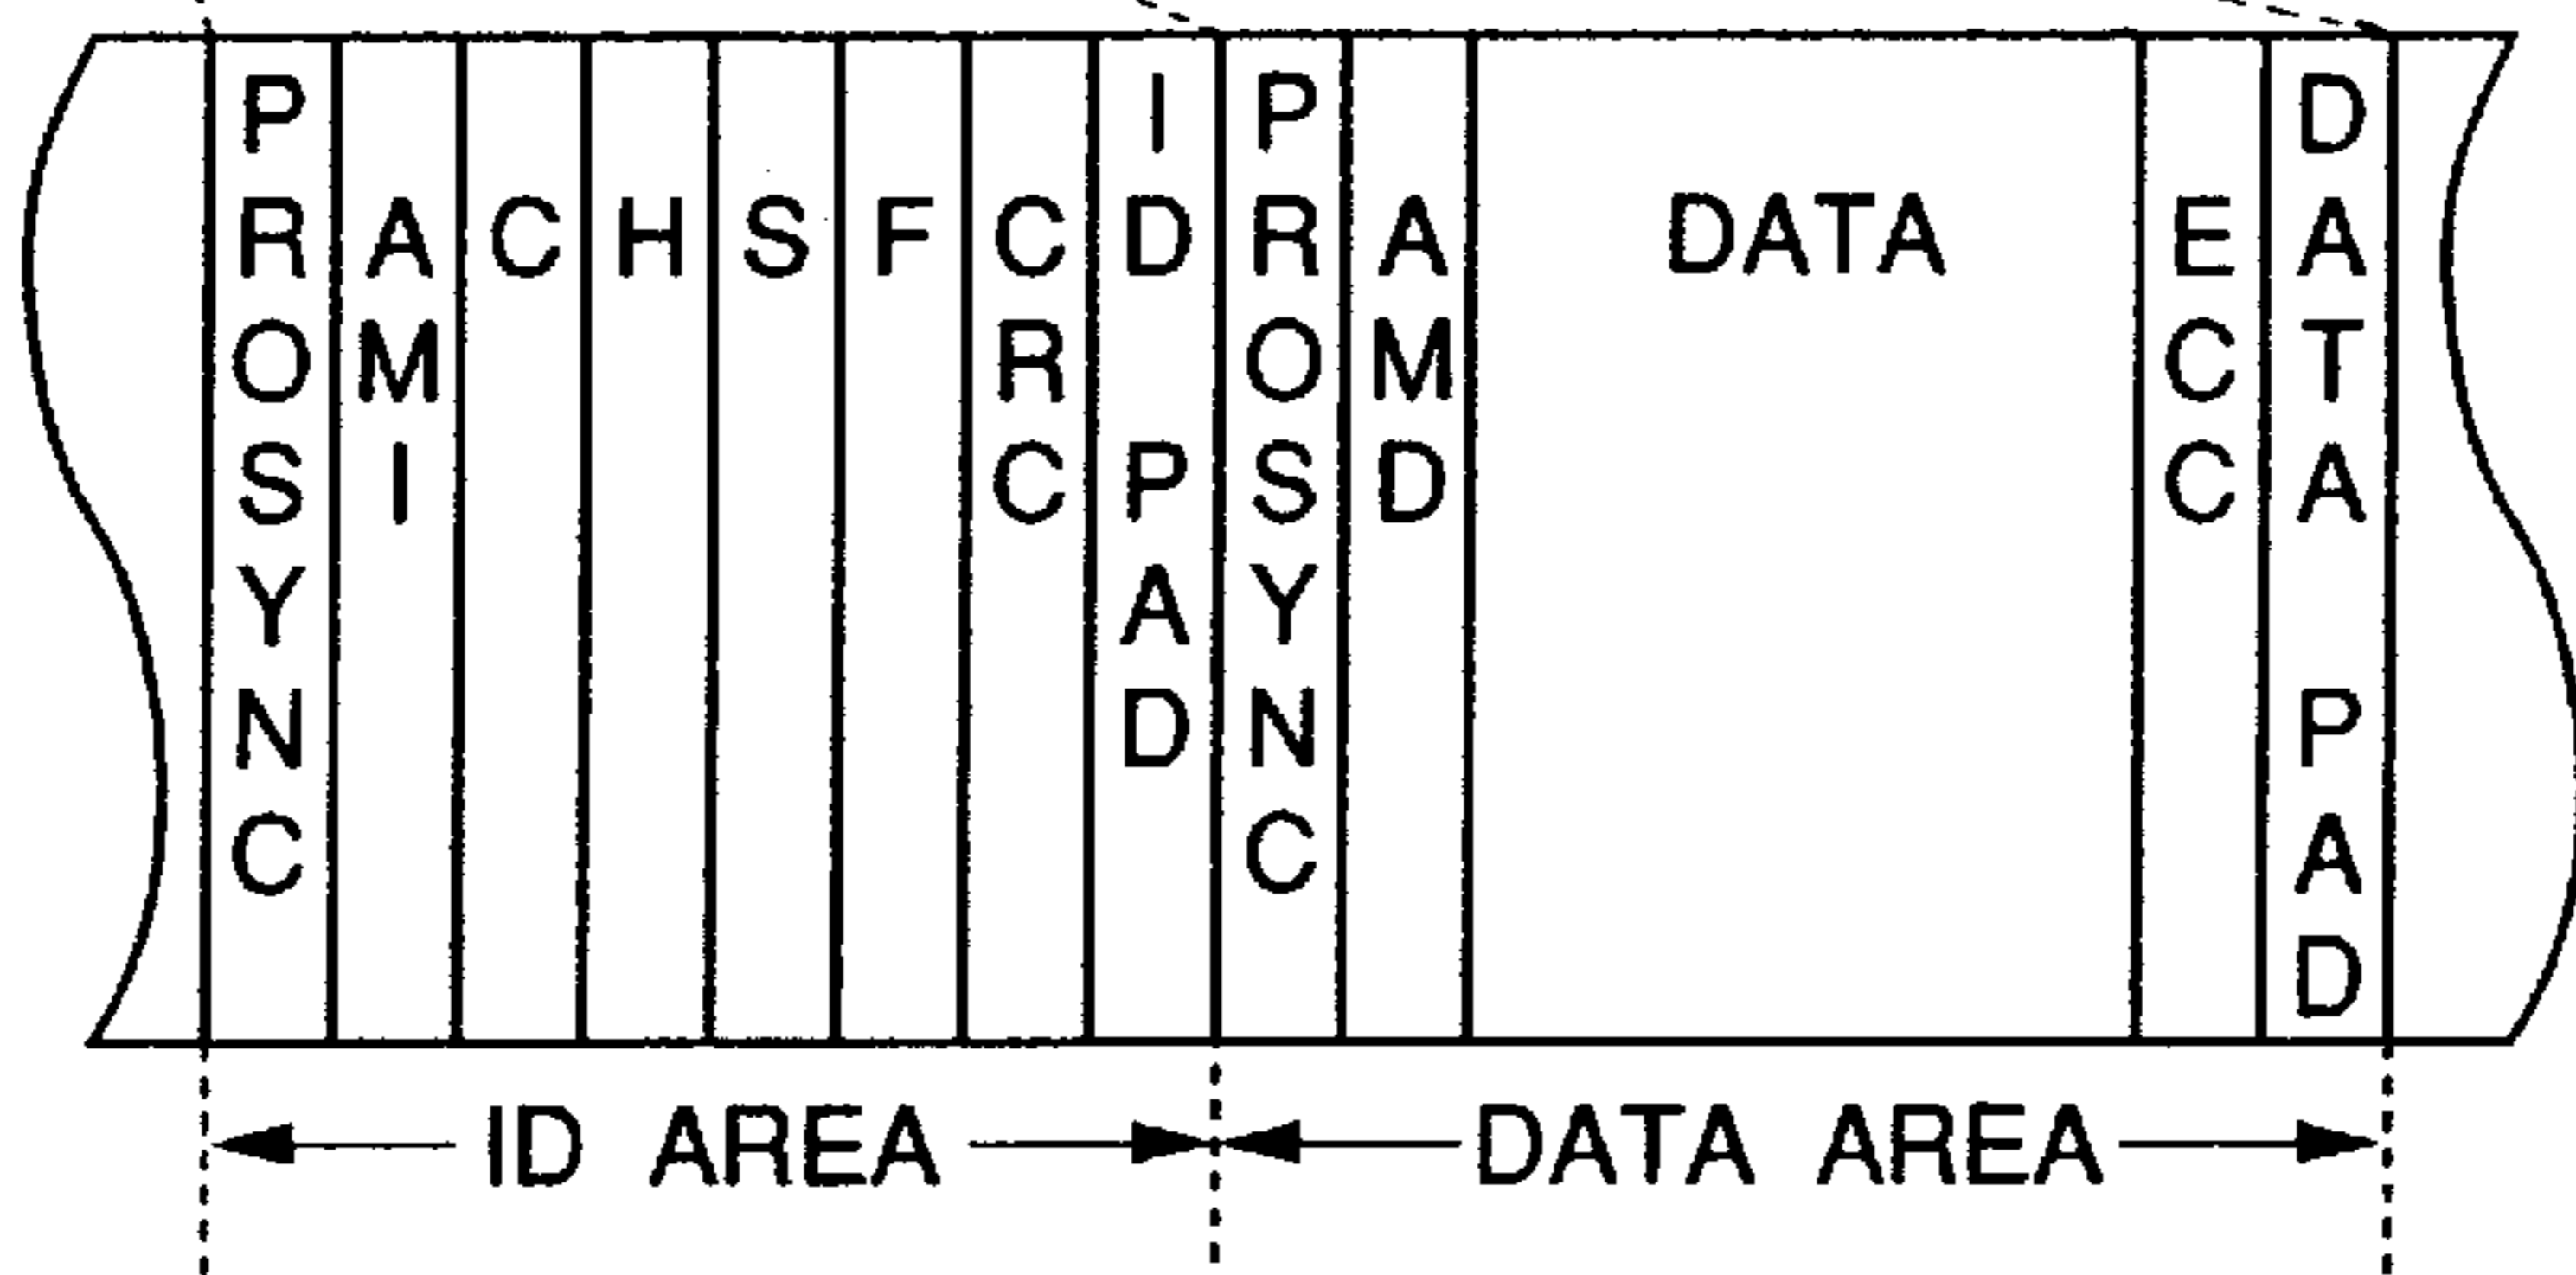 PROSYNC
AMI
C
H
S
F
CRC
ID PAD
PROSYNC
AMD
DATA
ECC
DATA PAD
ID AREA
DATA AREA